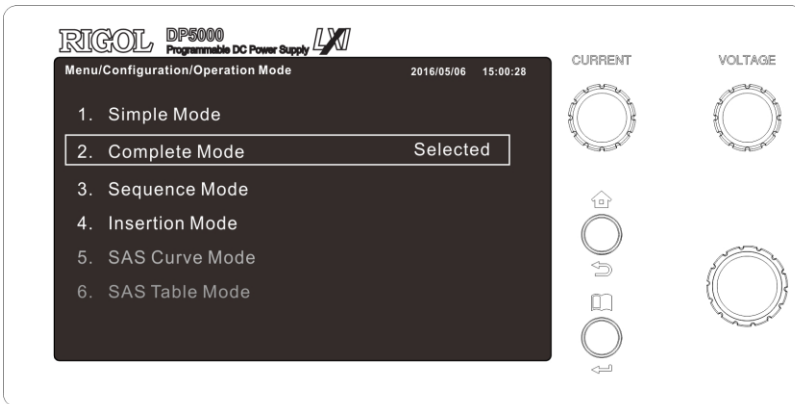 RIGOL DP5000 LXI
Programmable DC Power Supply
CURRENT VOLTAGE
Menu/Configuration/Operation Mode 2016/05/06 15:00:28
1. Simple Mode
2. Complete Mode Selected
3. Sequence Mode
4. Insertion Mode
5. SAS Curve Mode
6. SAS Table Mode